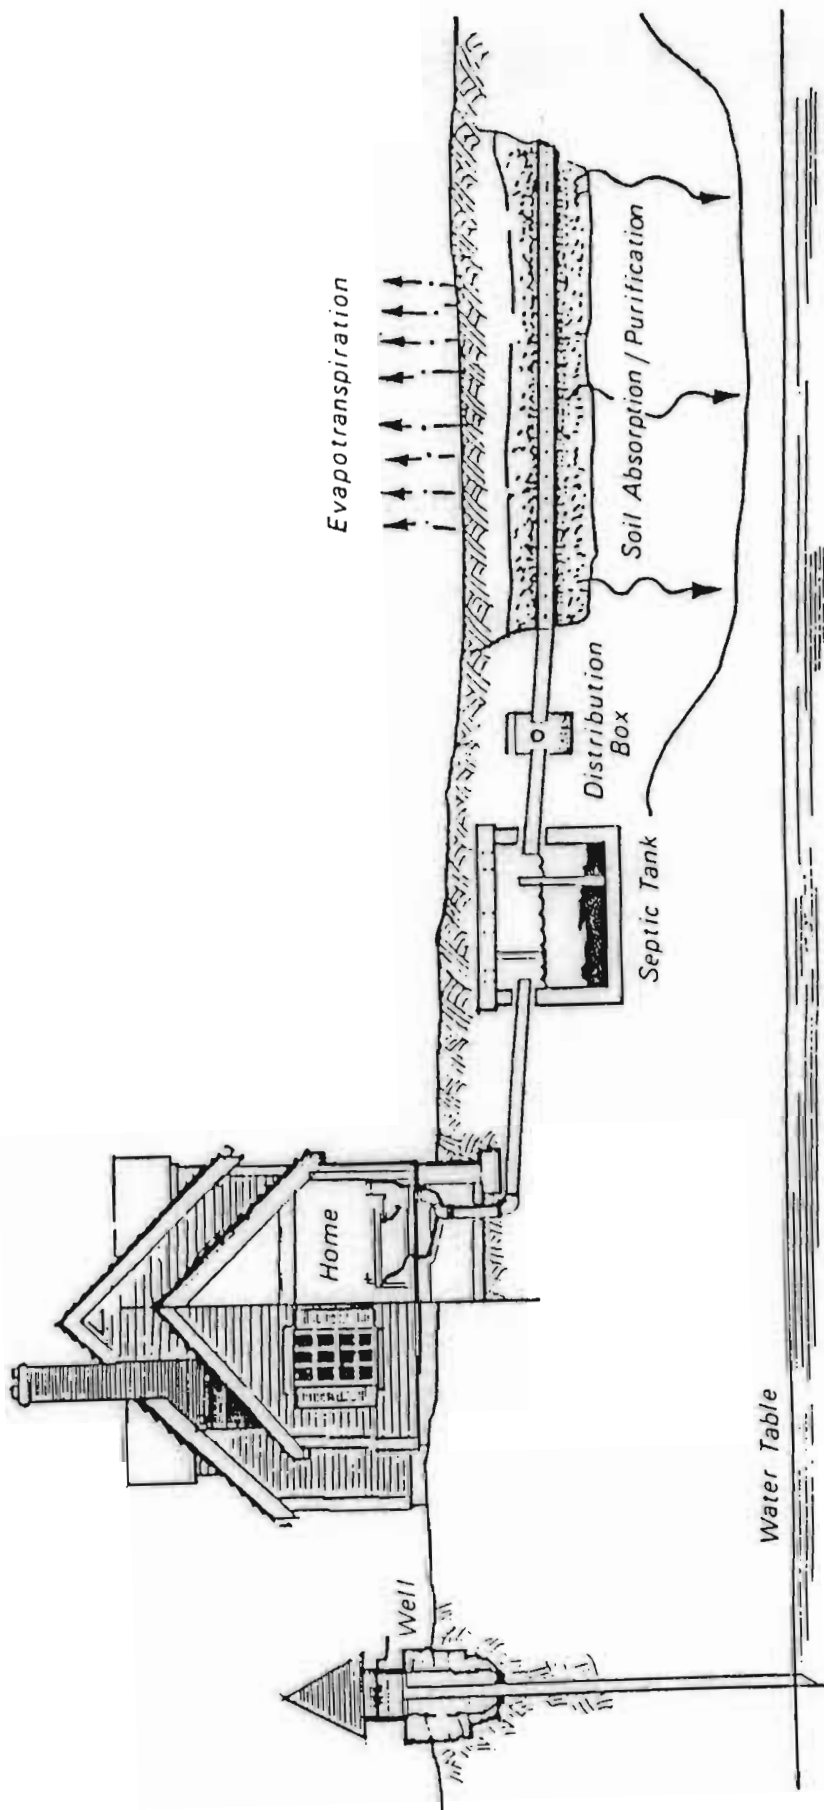 Well
Home
Evapotranspiration
Septic Tank
Distribution
Box
Soil Absorption / Purification
Water Table